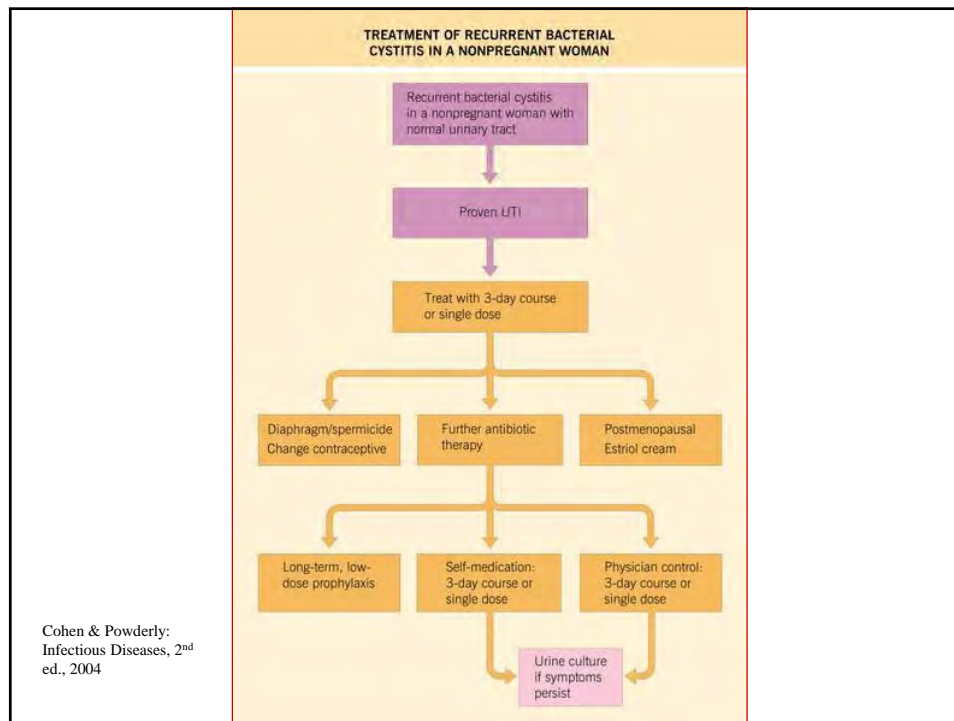 TREATMENT OF RECURRENT BACTERIAL
CYSTITIS IN A NONPREGNANT WOMAN
Recurrent bacterial cystitis
in a nonpregnant woman with
normal urinary tract
Proven UTI
Treat with 3-day course
or single dose
Diaphragm/spermicide
Change contraceptive
Further antibiotic
therapy
Postmenopausal
Estriol cream
Long-term, low-
dose prophylaxis
Self-medication:
3-day course or
single dose
Physician control:
3-day course or
single dose
Urine culture
if symptoms
persist
Cohen & Powderly:
Infectious Diseases, 2nd
ed., 2004